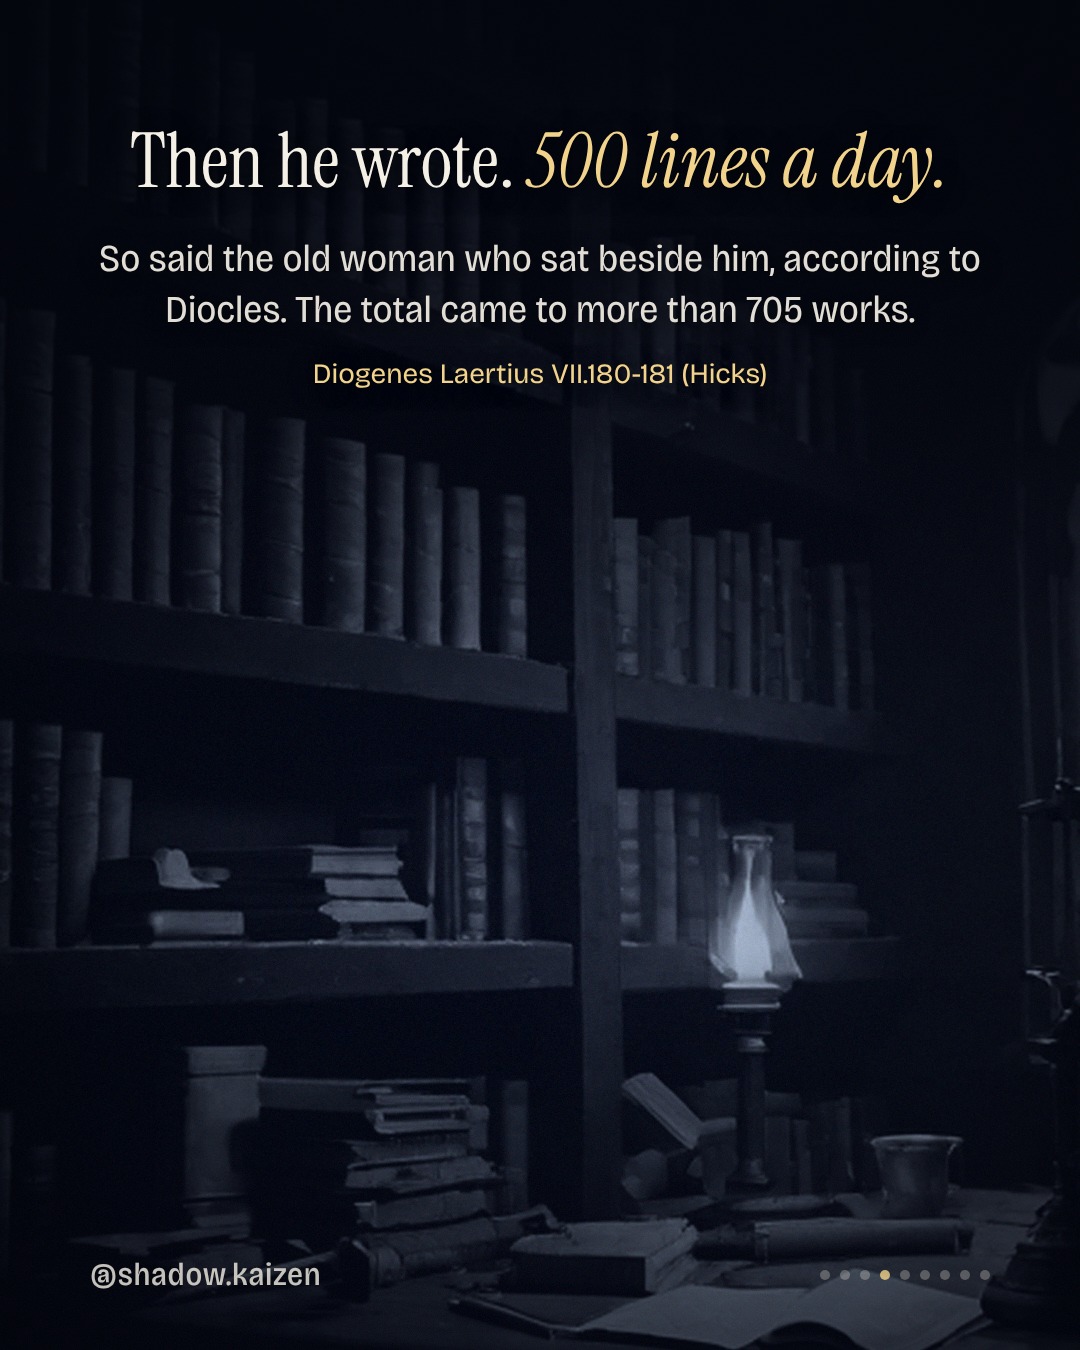 Then he wrote. 500 lines a day.
So said the old woman who sat beside him, according to
Diocles. The total came to more than 705 works.
Diogenes Laertius VII.180-181 (Hicks)
@shadow.kaizen